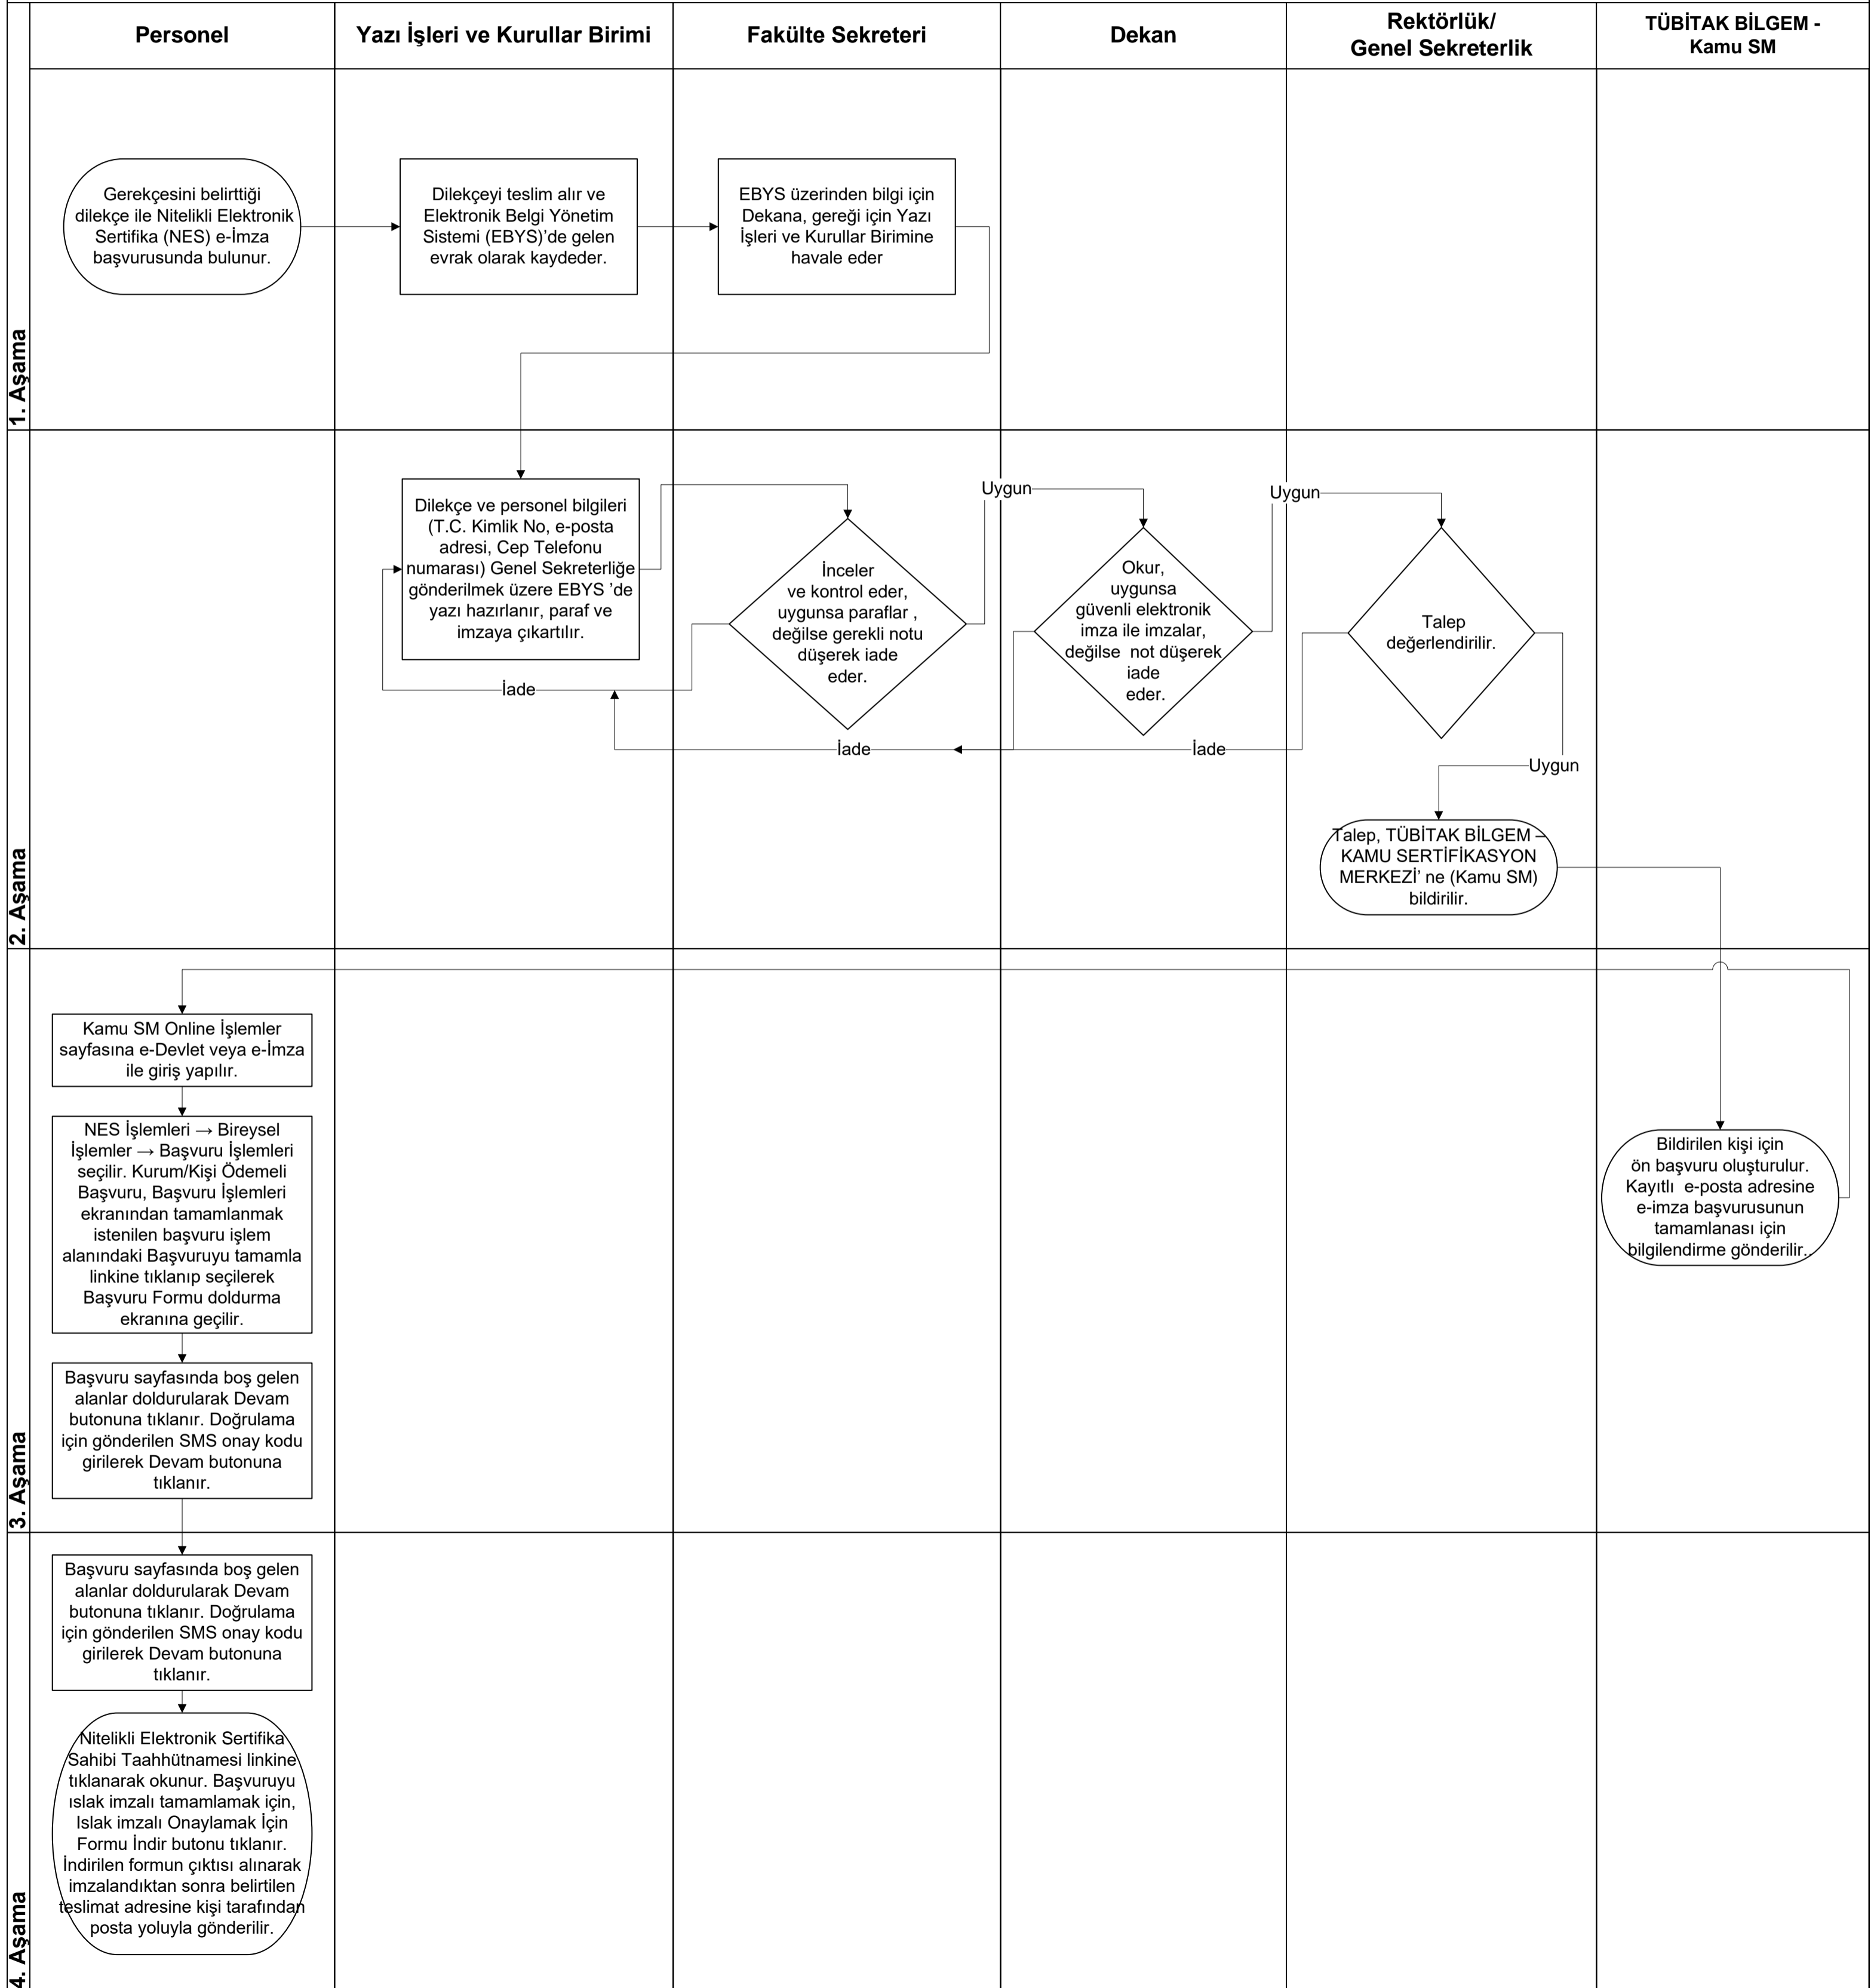 Personel
Yazı İşleri ve Kurullar Birimi
Fakülte Sekreteri
Dekan
Rektörlük/
Genel Sekreterlik
TÜBİTAK BİLGEM -
Kamu SM
1. Aşama
Gerekçesini belirttiği
dilekçe ile Nitelikli Elektronik
Sertifika (NES) e-İmza
başvurusunda bulunur.
Dilekçeyi teslim alır ve
Elektronik Belgi Yönetim
Sistemi (EBYS)’de gelen
evrak olarak kaydeder.
EBYS üzerinden bilgi için
Dekana, gereği için Yazı
İşleri ve Kurullar Birimine
havale eder
2. Aşama
Dilekçe ve personel bilgileri
(T.C. Kimlik No, e-posta
adresi, Cep Telefonu
numarası) Genel Sekreterliğe
gönderilmek üzere EBYS ’de
yazı hazırlanır, paraf ve
imzaya çıkartılır.
İnceler
ve kontrol eder,
uygunsa paraflar ,
değilse gerekli notu
düşerek iade
eder.
Uygun
Okur,
uygunsa
güvenli elektronik
imza ile imzalar,
değilse  not düşerek
iade
eder.
Uygun
Talep
değerlendirilir.
İade
İade
İade
Uygun
Talep, TÜBİTAK BİLGEM –
KAMU SERTİFİKASYON
MERKEZİ’ ne (Kamu SM)
bildirilir.
3. Aşama
Kamu SM Online İşlemler
sayfasına e-Devlet veya e-İmza
ile giriş yapılır.
NES İşlemleri → Bireysel
İşlemler → Başvuru İşlemleri
seçilir. Kurum/Kişi Ödemeli
Başvuru, Başvuru İşlemleri
ekranından tamamlanmak
istenilen başvuru işlem
alanındaki Başvuruyu tamamla
linkine tıklanıp seçilerek
Başvuru Formu doldurma
ekranına geçilir.
Bildirilen kişi için
ön başvuru oluşturulur.
Kayıtlı  e-posta adresine
e-imza başvurusunun
tamamlanası için
bilgilendirme gönderilir..
Başvuru sayfasında boş gelen
alanlar doldurularak Devam
butonuna tıklanır. Doğrulama
için gönderilen SMS onay kodu
girilerek Devam butonuna
tıklanır.
4. Aşama
Başvuru sayfasında boş gelen
alanlar doldurularak Devam
butonuna tıklanır. Doğrulama
için gönderilen SMS onay kodu
girilerek Devam butonuna
tıklanır.
Nitelikli Elektronik Sertifika
Sahibi Taahhütnamesi linkine
tıklanarak okunur. Başvuruyu
ıslak imzalı tamamlamak için,
Islak imzalı Onaylamak İçin
Formu İndir butonu tıklanır.
İndirilen formun çıktısı alınarak
imzalandıktan sonra belirtilen
teslimat adresine kişi tarafından
posta yoluyla gönderilir.